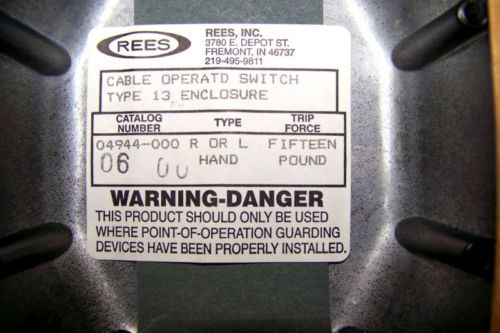 REES
REES, INC.
3780 E. DEPOT ST.
FREMONT, IN 46737
219-495-9811
CABLE OPERATD SWITCH
TYPE 13 ENCLOSURE
CATALOG NUMBER TYPE TRIP FORCE
04944-000 R OR L FIFTEEN
06 00 HAND POUND
WARNING-DANGER
THIS PRODUCT SHOULD ONLY BE USED
WHERE POINT-OF-OPERATION GUARDING
DEVICES HAVE BEEN PROPERLY INSTALLED.